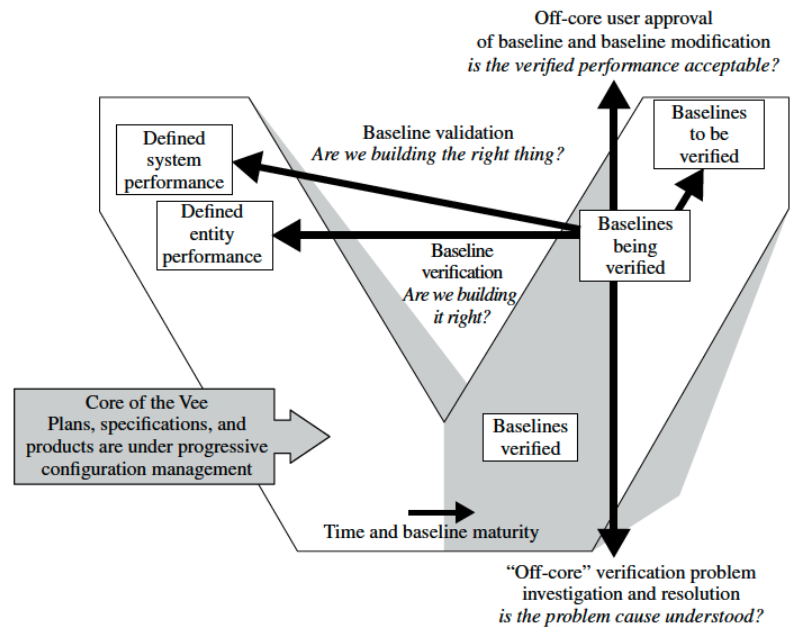 Off-core user approval
of baseline and baseline modification
is the verified performance acceptable?
Baselines
to be
verified
Defined
system
performance
Baseline validation
Are we building the right thing?
Defined
entity
performance
Baselines
being
verified
Baseline
verification
Are we building
it right?
Core of the Vee
Plans, specifications, and
products are under progressive
configuration management
Baselines
verified
Time and baseline maturity
“Off-core” verification problem
investigation and resolution
is the problem cause understood?